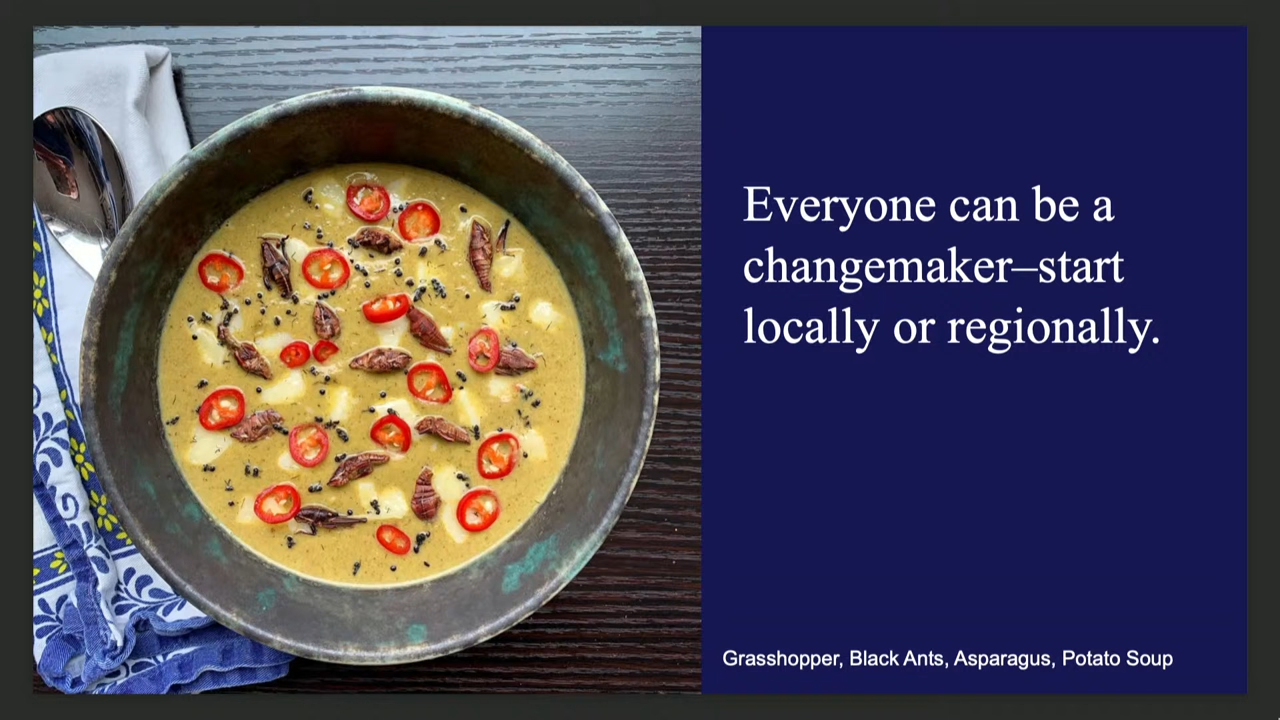 Everyone can be a
changemaker–start
locally or regionally.
Grasshopper, Black Ants, Asparagus, Potato Soup